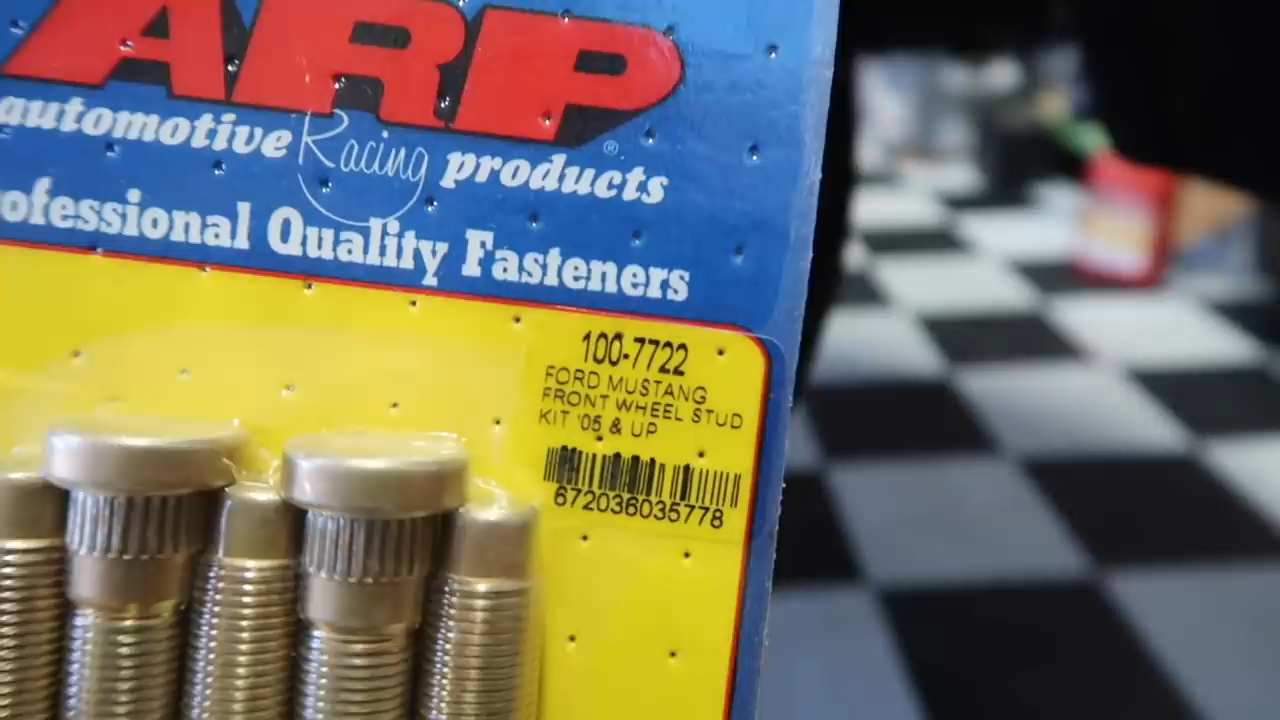 ARP
automotive Racing products ®
ofessional Quality Fasteners
100-7722
FORD MUSTANG
FRONT WHEEL STUD
KIT '05 & UP
672036035778